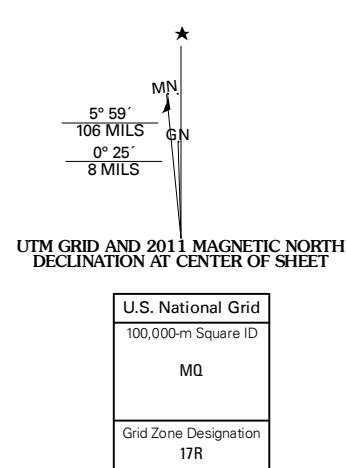 MN
5° 59´
106 MILS
GN
0° 25´
8 MILS
UTM GRID AND 2011 MAGNETIC NORTH
DECLINATION AT CENTER OF SHEET
U.S. National Grid
100,000-m Square ID
MQ
Grid Zone Designation
17R